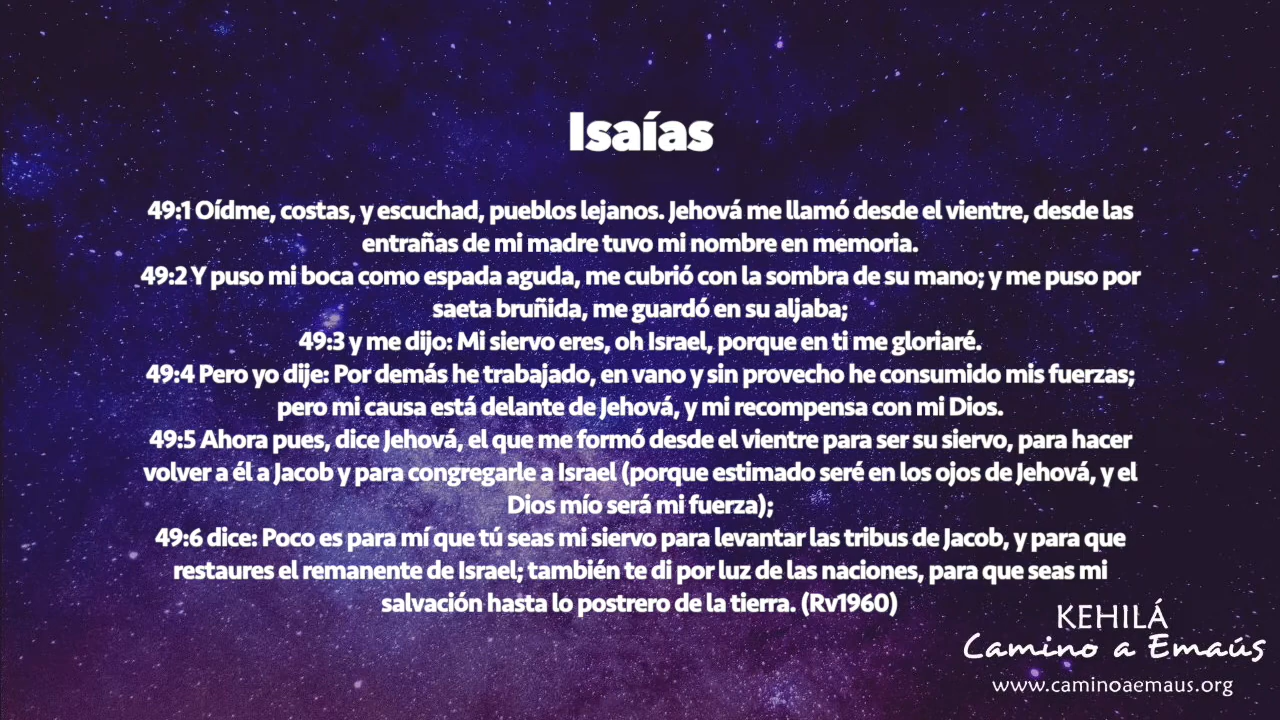 Isaías
49:1 Oídme, costas, y escuchad, pueblos lejanos. Jehová me llamó desde el vientre, desde las
entrañas de mi madre tuvo mi nombre en memoria.
49:2 Y puso mi boca como espada aguda, me cubrió con la sombra de su mano; y me puso por
saeta bruñida, me guardó en su aljaba;
49:3 y me dijo: Mi siervo eres, oh Israel, porque en ti me gloriaré.
49:4 Pero yo dije: Por demás he trabajado, en vano y sin provecho he consumido mis fuerzas;
pero mi causa está delante de Jehová, y mi recompensa con mi Dios.
49:5 Ahora pues, dice Jehová, el que me formó desde el vientre para ser su siervo, para hacer
volver a él a Jacob y para congregarle a Israel (porque estimado seré en los ojos de Jehová, y el
Dios mío será mi fuerza);
49:6 dice: Poco es para mí que tú seas mi siervo para levantar las tribus de Jacob, y para que
restaures el remanente de Israel; también te di por luz de las naciones, para que seas mi
salvación hasta lo postrero de la tierra. (Rv1960)
KEHILÁ
Camino a Emaús
www.caminoaemaus.org